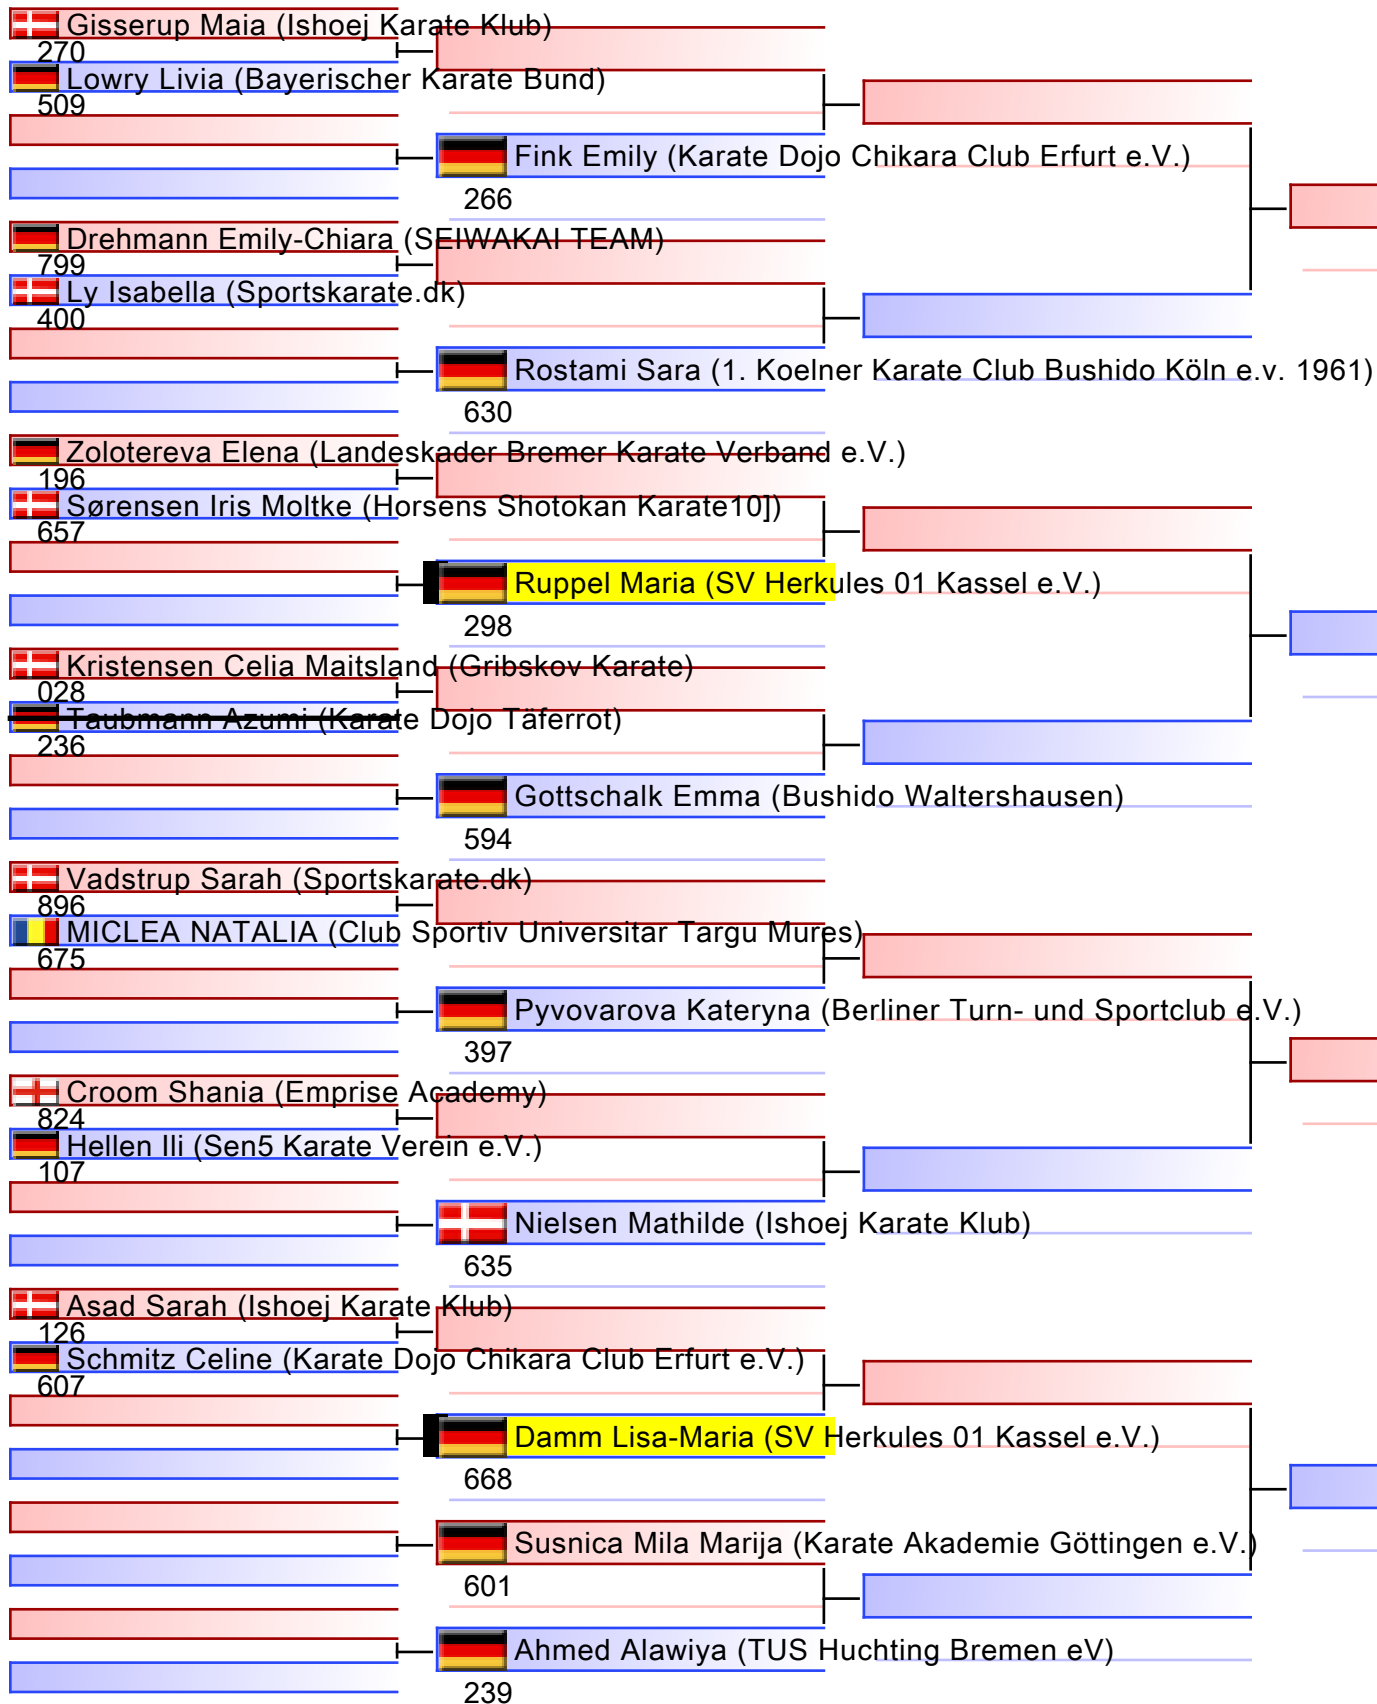 Gisserup Maia (Ishoej Karate Klub)
270
Lowry Livia (Bayerischer Karate Bund)
509
Fink Emily (Karate Dojo Chikara Club Erfurt e.V.)
266
Drehmann Emily-Chiara (SEIWAKAI TEAM)
799
Ly Isabella (Sportskarate.dk)
400
Rostami Sara (1. Koelner Karate Club Bushido Köln e.v. 1961)
630
Zolotereva Elena (Landeskader Bremer Karate Verband e.V.)
196
Sørensen Iris Moltke (Horsens Shotokan Karate10])
657
Ruppel Maria (SV Herkules 01 Kassel e.V.)
298
Kristensen Celia Maitsland (Gribskov Karate)
028
Taubmann Azumi (Karate Dojo Täferrot)
236
Gottschalk Emma (Bushido Waltershausen)
594
Vadstrup Sarah (Sportskarate.dk)
896
MICLEA NATALIA (Club Sportiv Universitar Targu Mures)
675
Pyvovarova Kateryna (Berliner Turn- und Sportclub e.V.)
397
Croom Shania (Emprise Academy)
824
Hellen Ili (Sen5 Karate Verein e.V.)
107
Nielsen Mathilde (Ishoej Karate Klub)
635
Asad Sarah (Ishoej Karate Klub)
126
Schmitz Celine (Karate Dojo Chikara Club Erfurt e.V.)
607
Damm Lisa-Maria (SV Herkules 01 Kassel e.V.)
668
Susnica Mila Marija (Karate Akademie Göttingen e.V.)
601
Ahmed Alawiya (TUS Huchting Bremen eV)
239